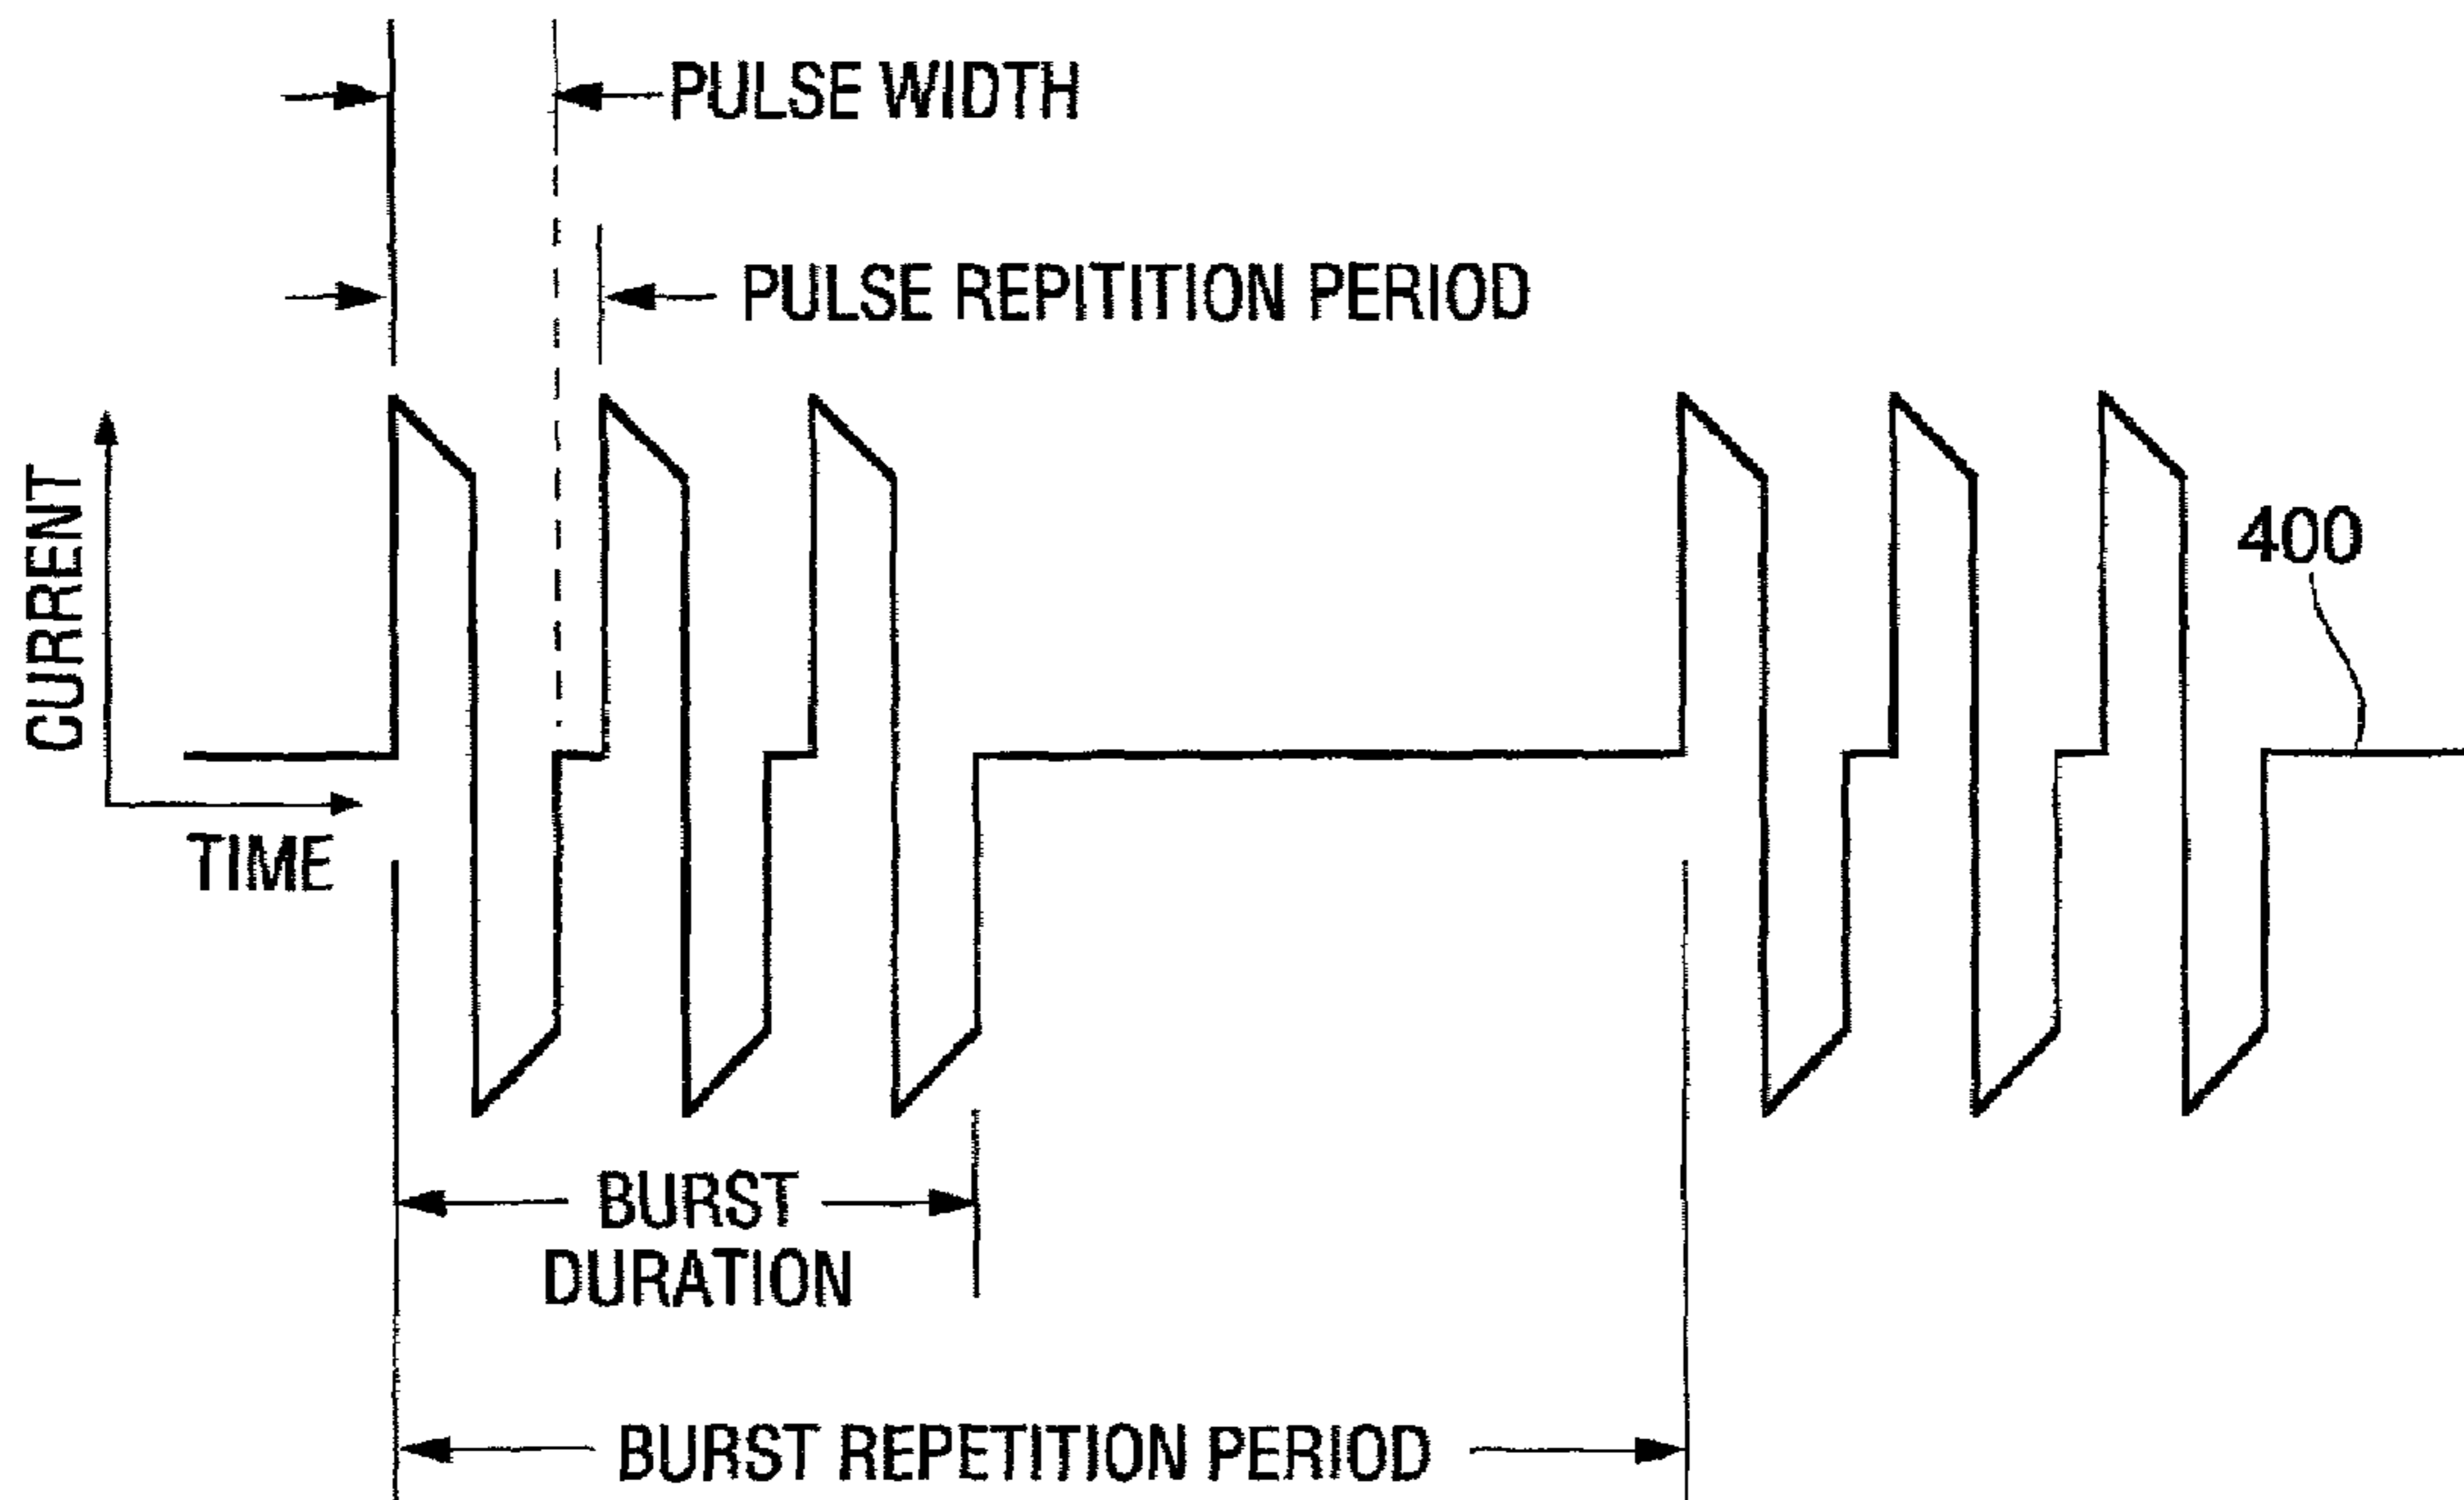 PULSE WIDTH
PULSE REPITITION PERIOD
CURRENT
400
TIME
BURST
DURATION
BURST REPETITION PERIOD